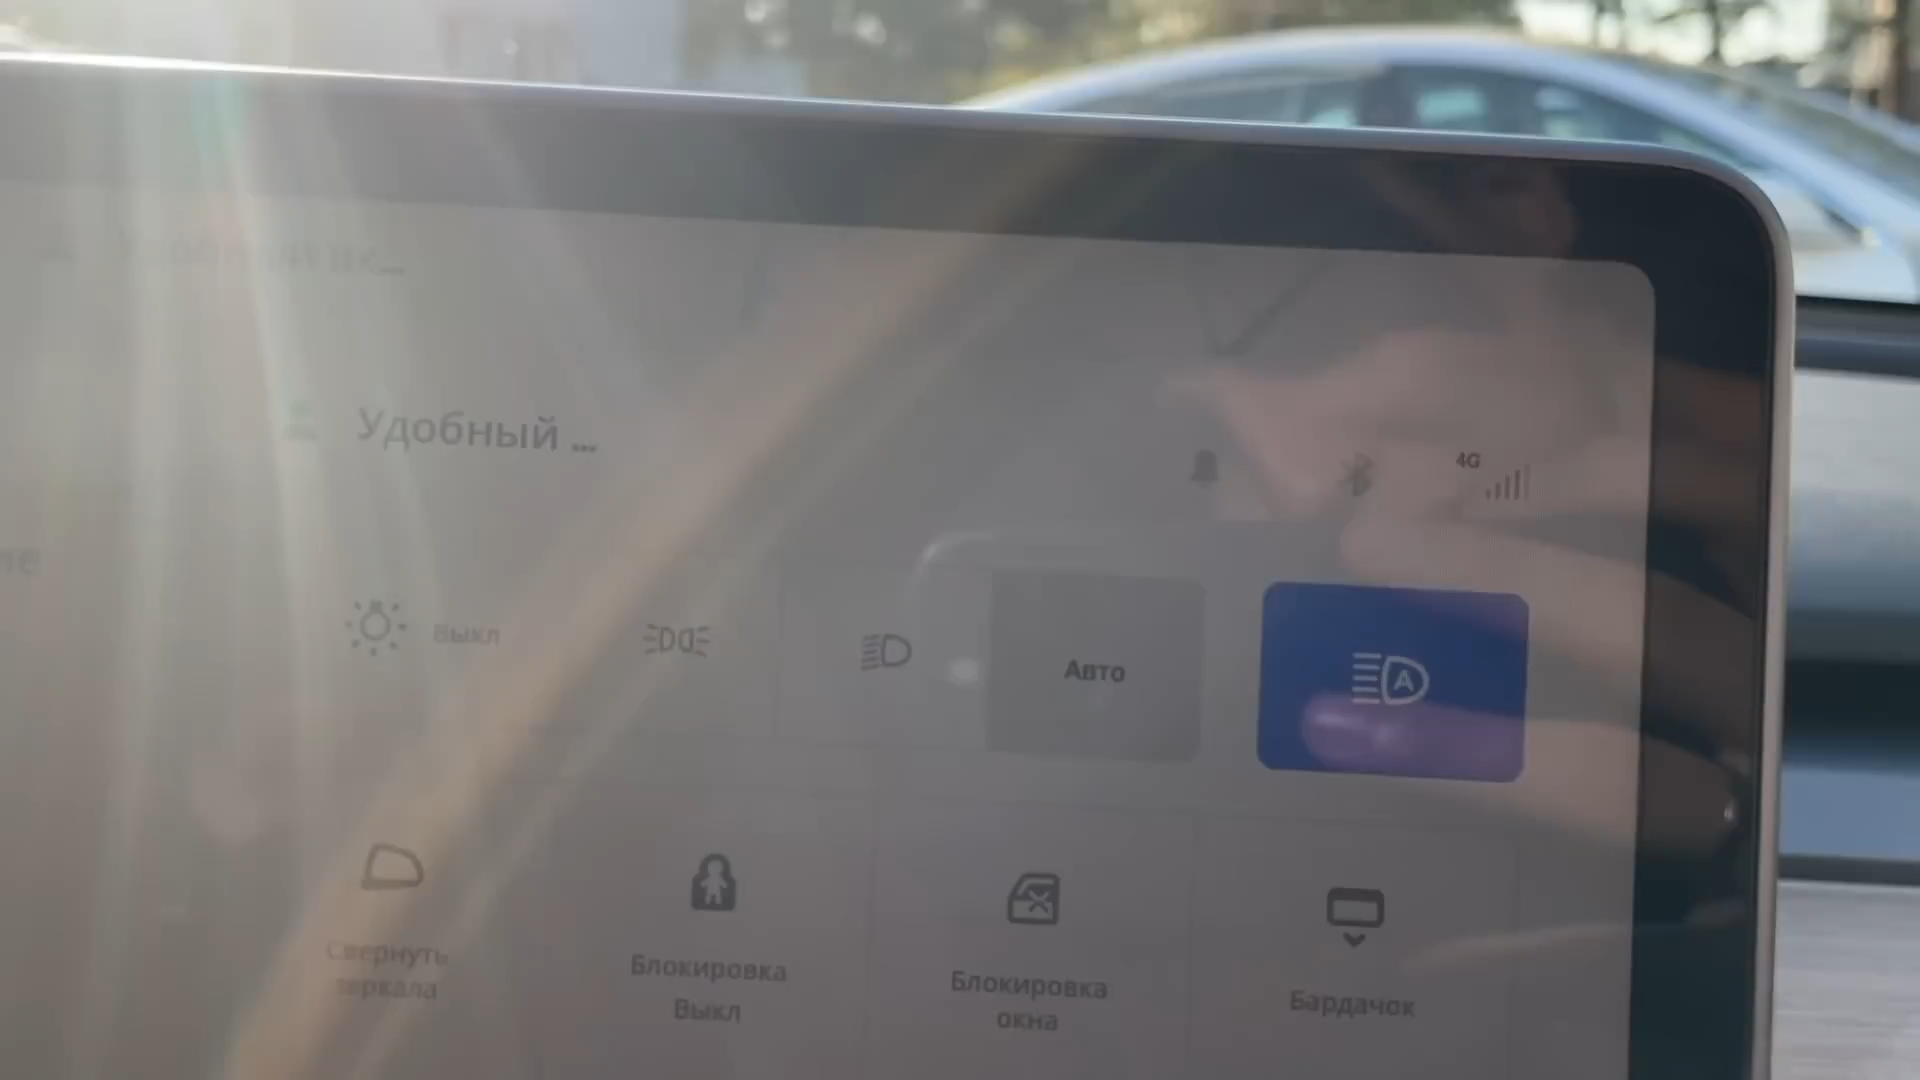 Удобный ...
4G
Выкл
Авто
A
Свернуть
зеркала
Блокировка
Выкл
Блокировка
окна
Бардачок